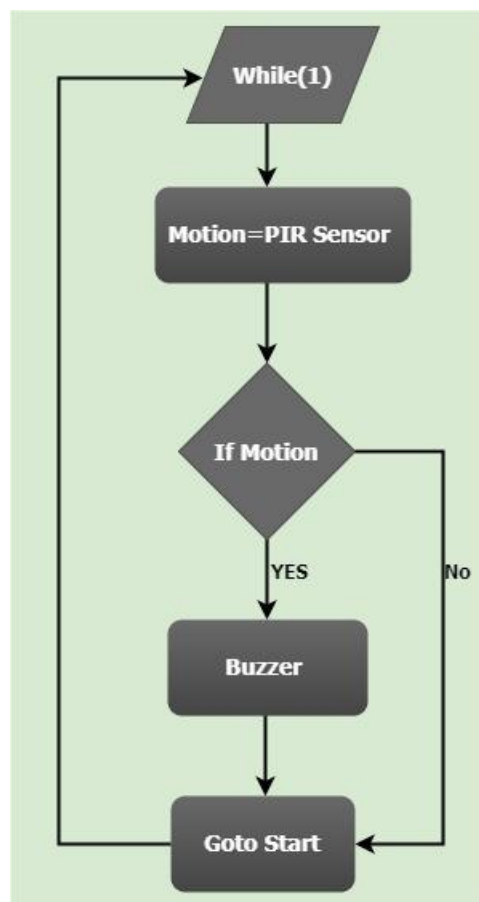 While(1)
Motion=PIR Sensor
If Motion
YES
No
Buzzer
Goto Start